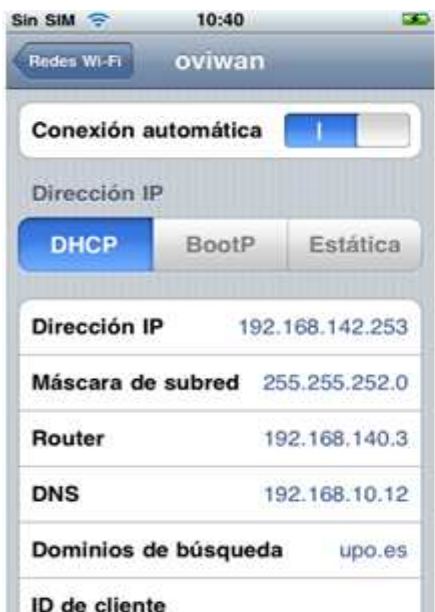 Sin SIM 10:40
Redes Wi-Fi oviwan
Conexión automática
Dirección IP
DHCP BootP Estática
Dirección IP 192.168.142.253
Máscara de subred 255.255.252.0
Router 192.168.140.3
DNS 192.168.10.12
Dominios de búsqueda upo.es
ID de cliente